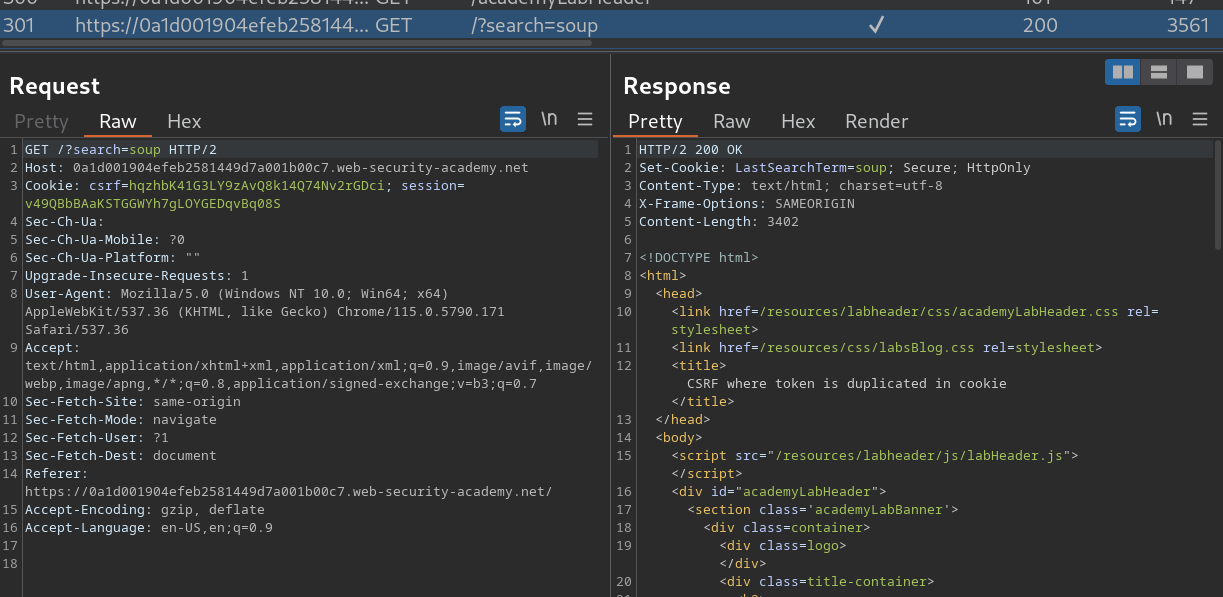 301 https://0a1d001904efeb258144... GET /?search=soup ✓ 200 3561
Request
Pretty Raw Hex \n
1 GET /?search=soup HTTP/2
2 Host: 0a1d001904efeb2581449d7a001b00c7.web-security-academy.net
3 Cookie: csrf=hqzhbK41G3LY9zAvQ8k14Q74Nv2rGDci; session=
v49QBbBAaKSTGGWYh7gLOYGEDqvBq08S
4 Sec-Ch-Ua:
5 Sec-Ch-Ua-Mobile: ?0
6 Sec-Ch-Ua-Platform: ""
7 Upgrade-Insecure-Requests: 1
8 User-Agent: Mozilla/5.0 (Windows NT 10.0; Win64; x64)
AppleWebKit/537.36 (KHTML, like Gecko) Chrome/115.0.5790.171
Safari/537.36
9 Accept:
text/html,application/xhtml+xml,application/xml;q=0.9,image/avif,image/
webp,image/apng,*/*;q=0.8,application/signed-exchange;v=b3;q=0.7
10 Sec-Fetch-Site: same-origin
11 Sec-Fetch-Mode: navigate
12 Sec-Fetch-User: ?1
13 Sec-Fetch-Dest: document
14 Referer:
https://0a1d001904efeb2581449d7a001b00c7.web-security-academy.net/
15 Accept-Encoding: gzip, deflate
16 Accept-Language: en-US,en;q=0.9
17
18
Response
Pretty Raw Hex Render \n
1 HTTP/2 200 OK
2 Set-Cookie: LastSearchTerm=soup; Secure; HttpOnly
3 Content-Type: text/html; charset=utf-8
4 X-Frame-Options: SAMEORIGIN
5 Content-Length: 3402
6
7 <!DOCTYPE html>
8 <html>
9 <head>
10 <link href=/resources/labheader/css/academyLabHeader.css rel=
stylesheet>
11 <link href=/resources/css/labsBlog.css rel=stylesheet>
12 <title>
CSRF where token is duplicated in cookie
</title>
13 </head>
14 <body>
15 <script src="/resources/labheader/js/labHeader.js">
</script>
16 <div id="academyLabHeader">
17 <section class='academyLabBanner'>
18 <div class=container>
19 <div class=logo>
</div>
20 <div class=title-container>